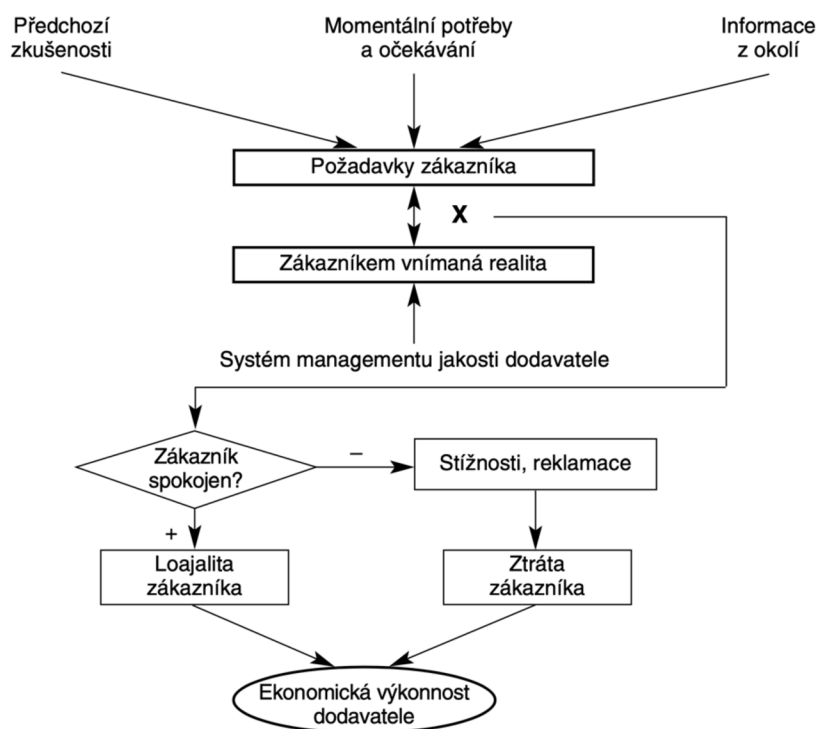 Předchozí
zkušenosti
Momentální potřeby
a očekávání
Informace
z okolí
Požadavky zákazníka
X
Zákazníkem vnímaná realita
Systém managementu jakosti dodavatele
Zákazník
spokojen?
–
Stížnosti, reklamace
+
Loajalita
zákazníka
Ztráta
zákazníka
Ekonomická výkonnost
dodavatele